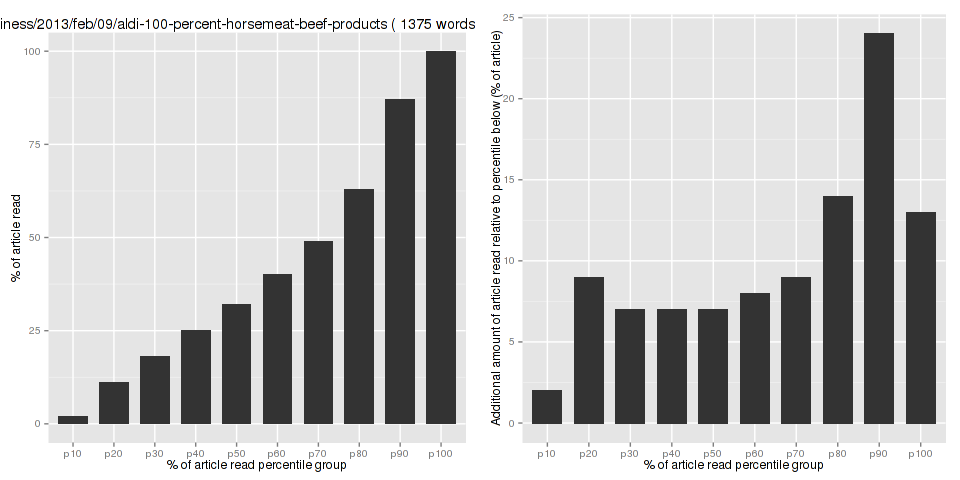 iness/2013/feb/09/aldi-100-percent-horsemeat-beef-products ( 1375 words
100
75
50
25
0
% of article read
p10 p20 p30 p40 p50 p60 p70 p80 p90 p100
% of article read percentile group
25
20
15
10
5
0
Additional amount of article read relative to percentile below (% of article)
p10 p20 p30 p40 p50 p60 p70 p80 p90 p100
% of article read percentile group